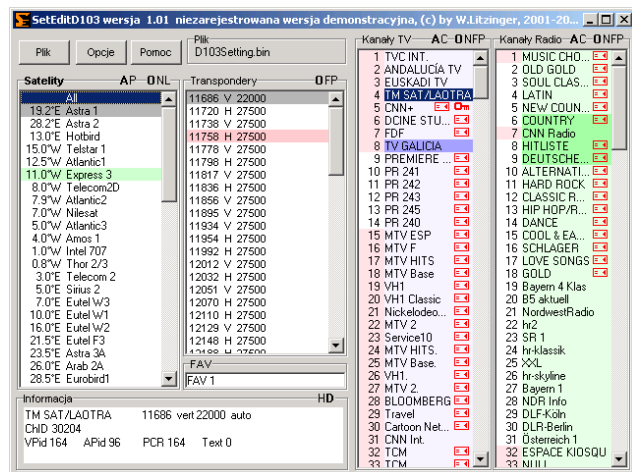 SetEditD103 wersja 1.01 niezarejestrowana wersja demonstracyjna, (c) by W.Litzinger, 2001-20...
Plik
Opcje
Pomoc
Plik
D103Setting.bin
Satelity AP ONL
All
19.2°E Astra 1
28.2°E Astra 2
13.0°E Hotbird
15.0°W Telstar 1
12.5°W Atlantic1
11.0°W Express 3
8.0°W Telecom2D
7.9°W Atlantic2
7.0°W Nilesat
5.0°W Atlantic3
4.0°W Amos 1
1.0°W Intel 707
0.8°W Thor 2/3
3.0°E Telecom 2
5.0°E Sirius 2
7.0°E Eutel W3
10.0°E Eutel W1
16.0°E Eutel W2
21.5°E Eutel F3
23.5°E Astra 3A
26.0°E Arab 2A
28.5°E Eurobird1
Transpondery OFP
11686 V 22000
11720 H 27500
11738 H 27500
11758 H 27500
11778 V 27500
11798 H 27500
11817 V 27500
11836 H 27500
11856 V 27500
11895 V 27500
11934 V 27500
11954 H 27500
11992 H 27500
12012 V 27500
12032 H 27500
12051 V 27500
12070 H 27500
12110 H 27500
12129 V 27500
12148 H 27500
12188 H 27500
FAV
FAV 1
Informacja HD
TM SAT/LAOTRA 11686 vert 22000 auto
ChID 30204
VPid 164 APid 96 PCR 164 Text 0
Kanały TV AC ONFP
1 TVC INT.
2 ANDALUCÍA TV
3 EUSKADI TV
4 TM SAT/LAOTRA
5 CNN+
6 DCINE STU...
7 FDF
8 TV GALICIA
9 PREMIERE ...
10 PR 241
11 PR 242
12 PR 243
13 PR 245
14 PR 240
15 MTV ESP
16 MTV F
17 MTV HITS
18 MTV Base
19 VH1
20 VH1 Classic
21 Nickelodeo...
22 MTV 2
23 Service10
24 MTV HITS.
25 MTV Base.
26 VH1.
27 MTV 2.
28 BLOOMBERG
29 Travel
30 Cartoon Net...
31 CNN Int.
32 TCM
33 TCM
Kanały Radio AC ONFP
1 MUSIC CHO...
2 OLD GOLD
3 SOUL CLAS...
4 LATIN
5 NEW COUN...
6 COUNTRY
7 CNN Radio
8 HITLISTE
9 DEUTSCHE...
10 ALTERNATI...
11 HARD ROCK
12 CLASSIC R...
13 HIP HOP/R...
14 DANCE
15 COOL & EA...
16 SCHLAGER
17 LOVE SONGS
18 GOLD
19 Bayern 4 Klas
20 B5 aktuell
21 NordwestRadio
22 hr2
23 SR 1
24 hr-klassik
25 XXL
26 hr-skyline
27 Bayern 1
28 NDR Info
29 DLF-Köln
30 DLR-Berlin
31 Österreich 1
32 ESPACE KIOSQU
33 NULL